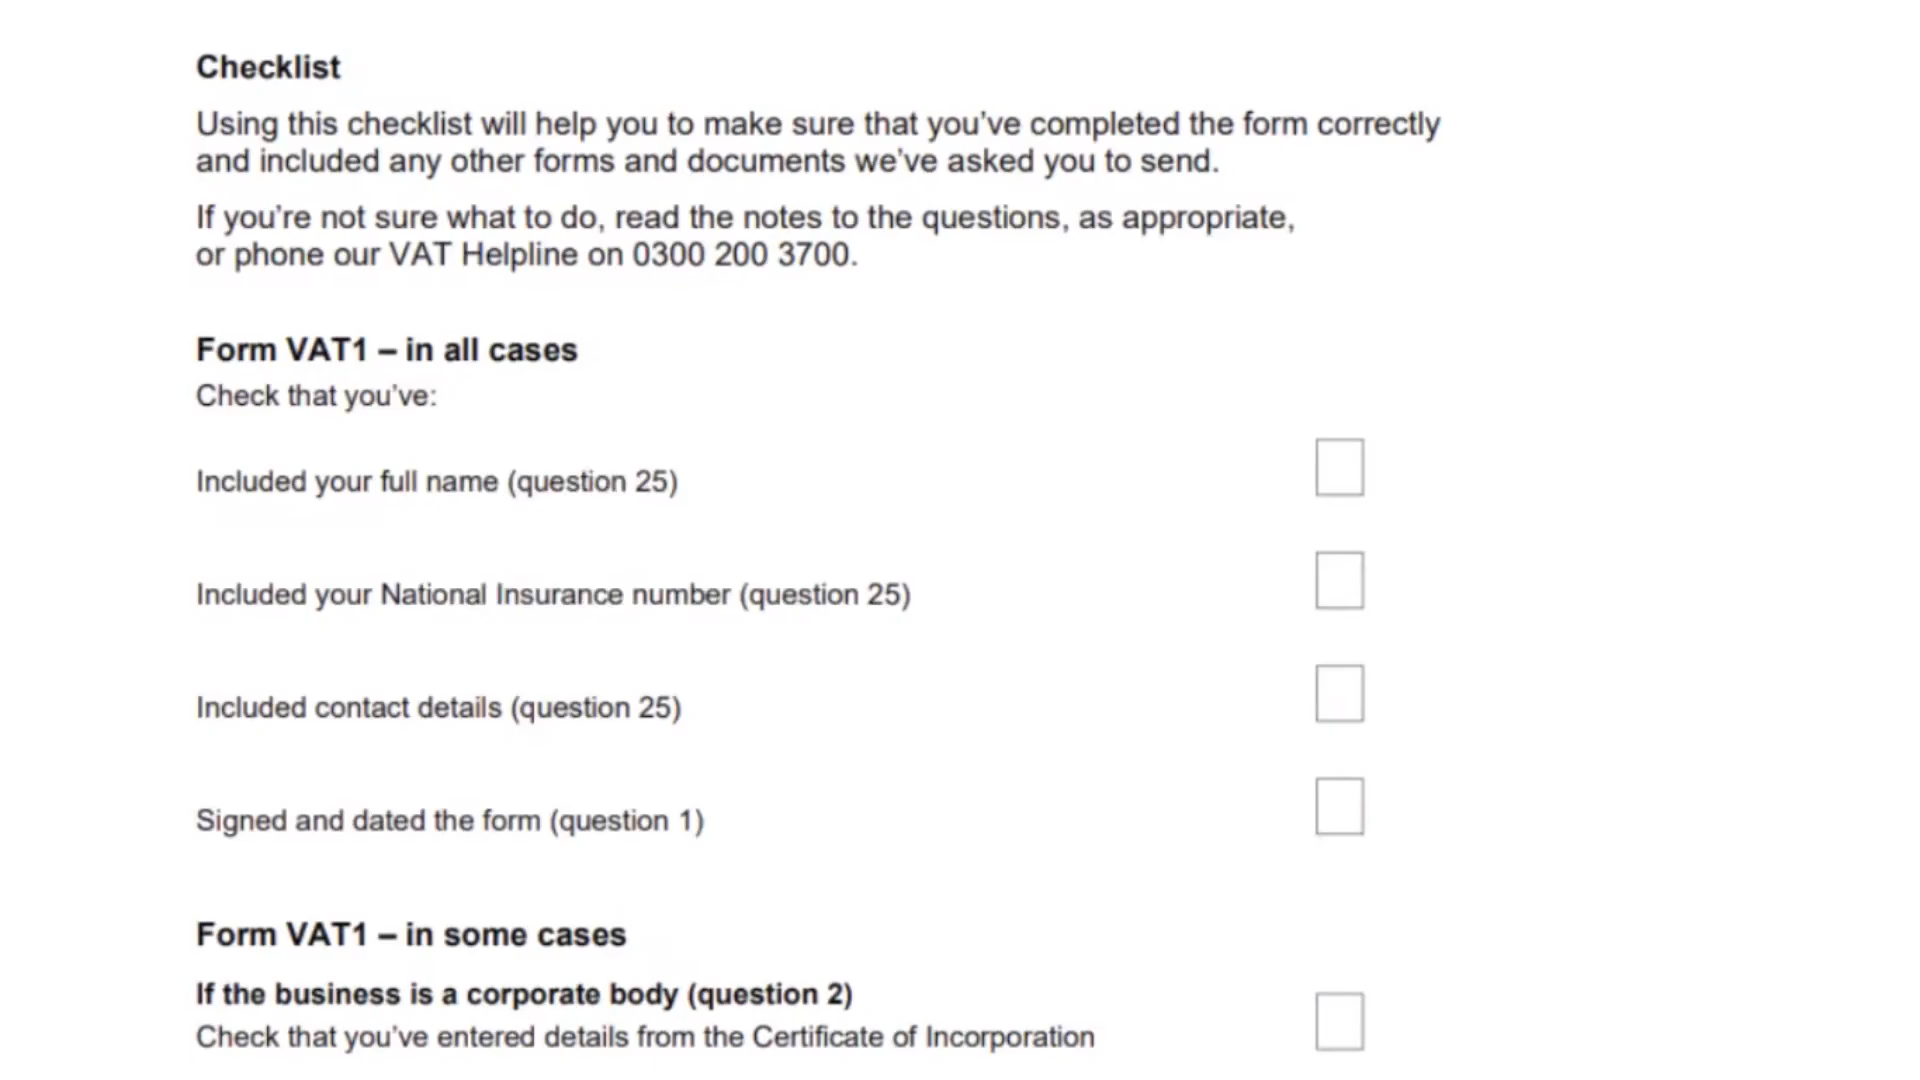 Checklist
Using this checklist will help you to make sure that you’ve completed the form correctly
and included any other forms and documents we’ve asked you to send.
If you’re not sure what to do, read the notes to the questions, as appropriate,
or phone our VAT Helpline on 0300 200 3700.
Form VAT1 – in all cases
Check that you’ve:
Included your full name (question 25)
Included your National Insurance number (question 25)
Included contact details (question 25)
Signed and dated the form (question 1)
Form VAT1 – in some cases
If the business is a corporate body (question 2)
Check that you’ve entered details from the Certificate of Incorporation